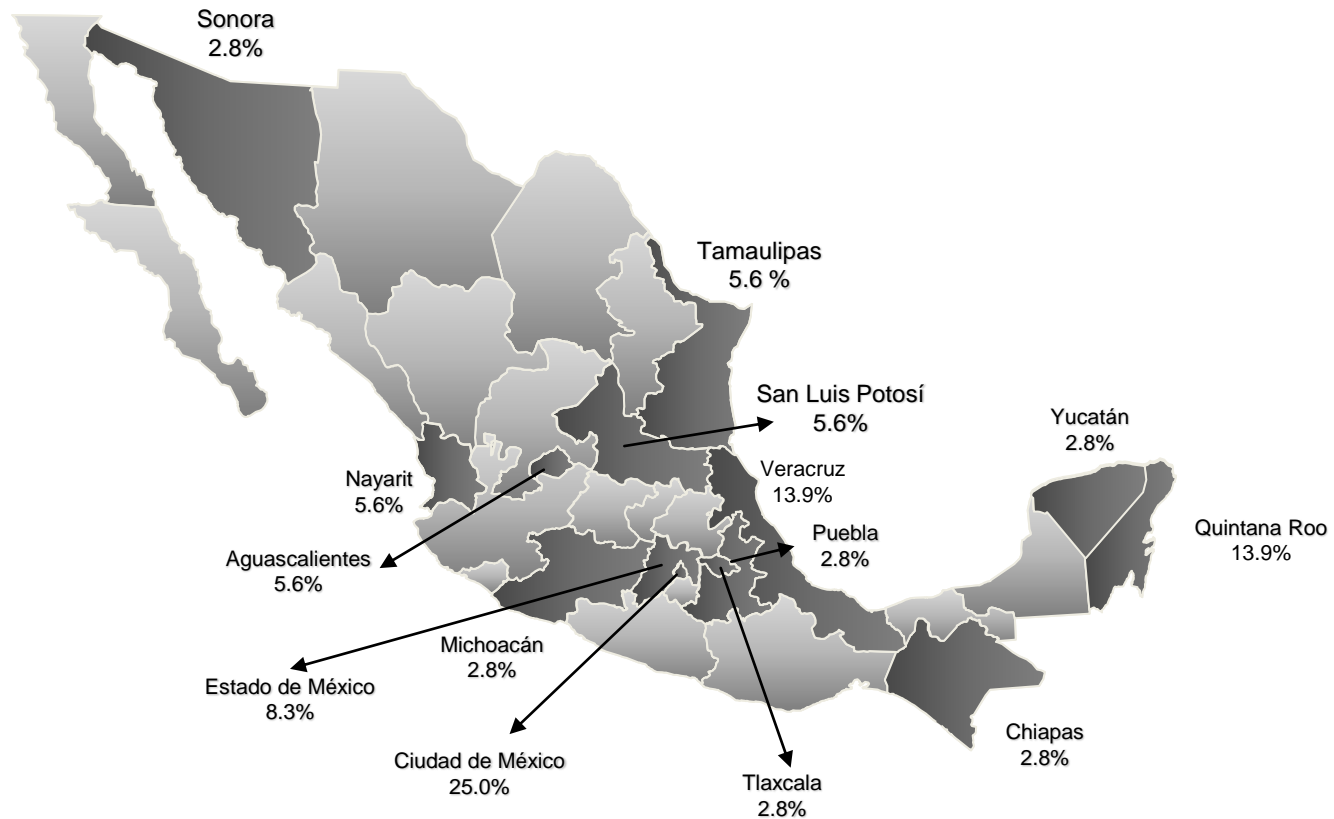 Sonora
2.8%
Tamaulipas
5.6 %
San Luis Potosí
5.6%
Yucatán
2.8%
Veracruz
13.9%
Nayarit
5.6%
Quintana Roo
13.9%
Puebla
2.8%
Aguascalientes
5.6%
Michoacán
2.8%
Estado de México
8.3%
Chiapas
2.8%
Ciudad de México
25.0%
Tlaxcala
2.8%